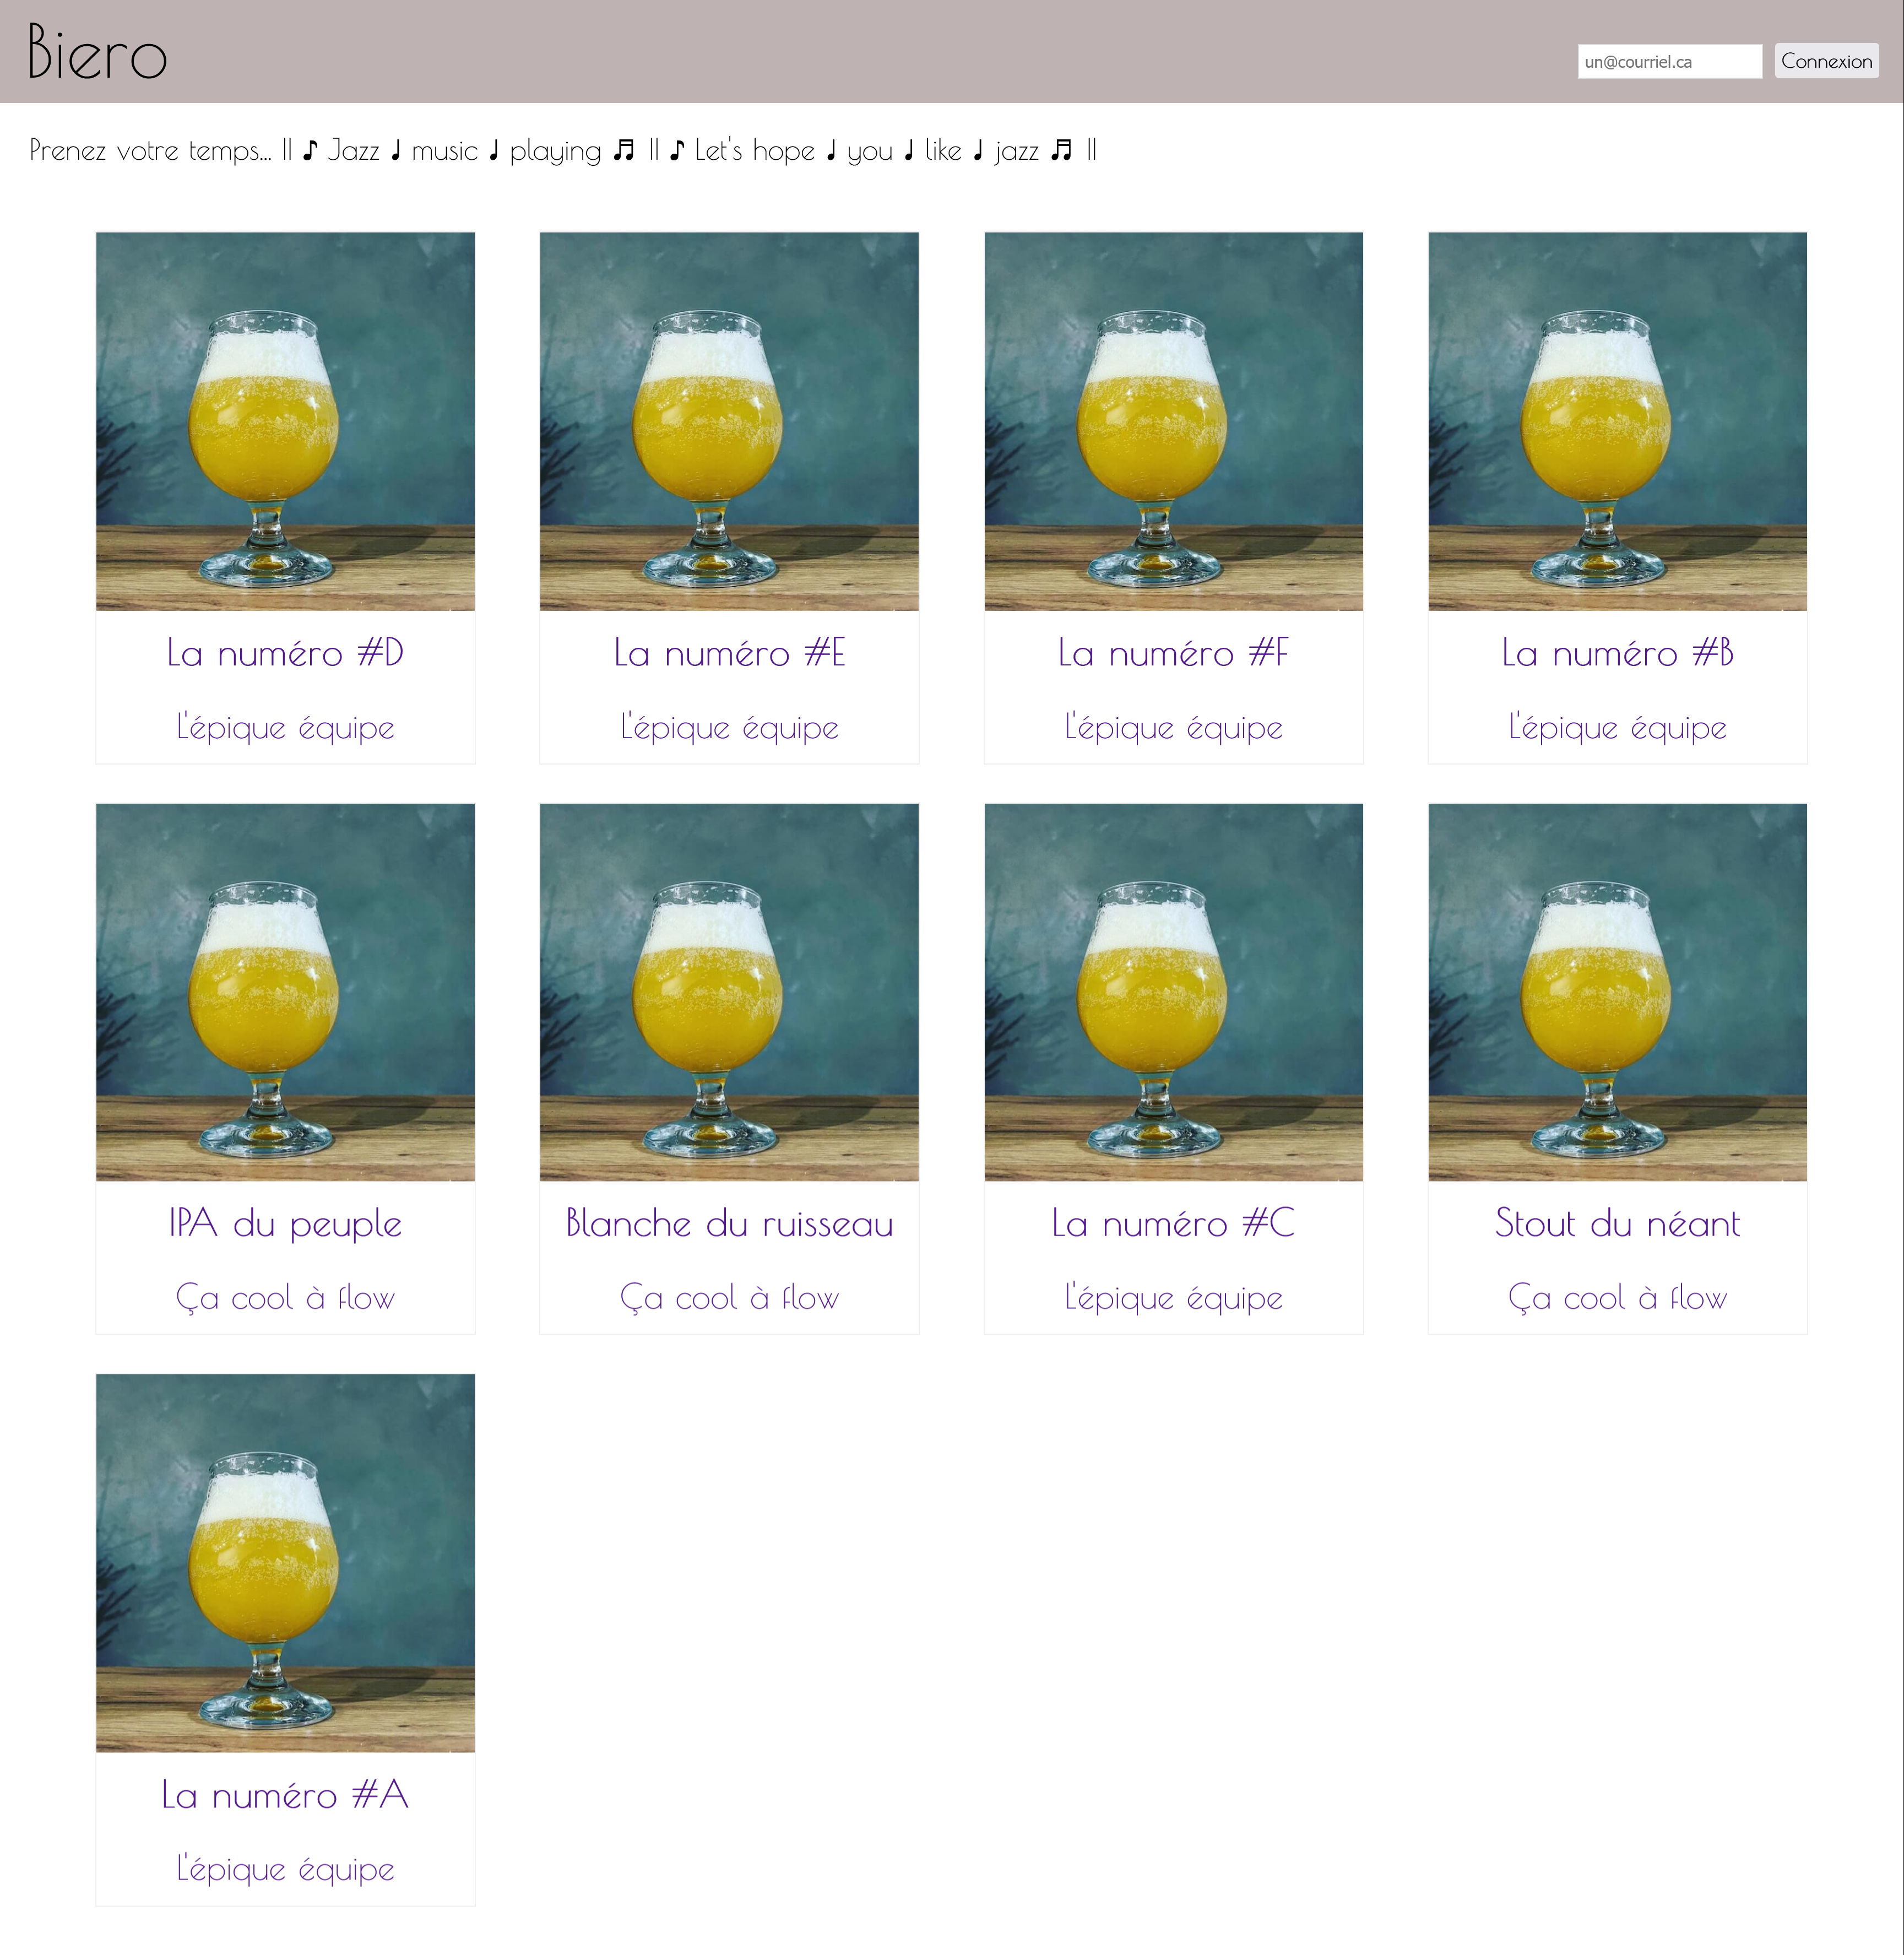 Biero
un@courriel.ca
Connexion
Prenez votre temps... || ♪ Jazz ♩ music ♩ playing ♬ || ♪ Let's hope ♩ you ♩ like ♩ jazz ♬ ||
La numéro #D
L'épique équipe
La numéro #E
L'épique équipe
La numéro #F
L'épique équipe
La numéro #B
L'épique équipe
IPA du peuple
Ça cool à flow
Blanche du ruisseau
Ça cool à flow
La numéro #C
L'épique équipe
Stout du néant
Ça cool à flow
La numéro #A
L'épique équipe